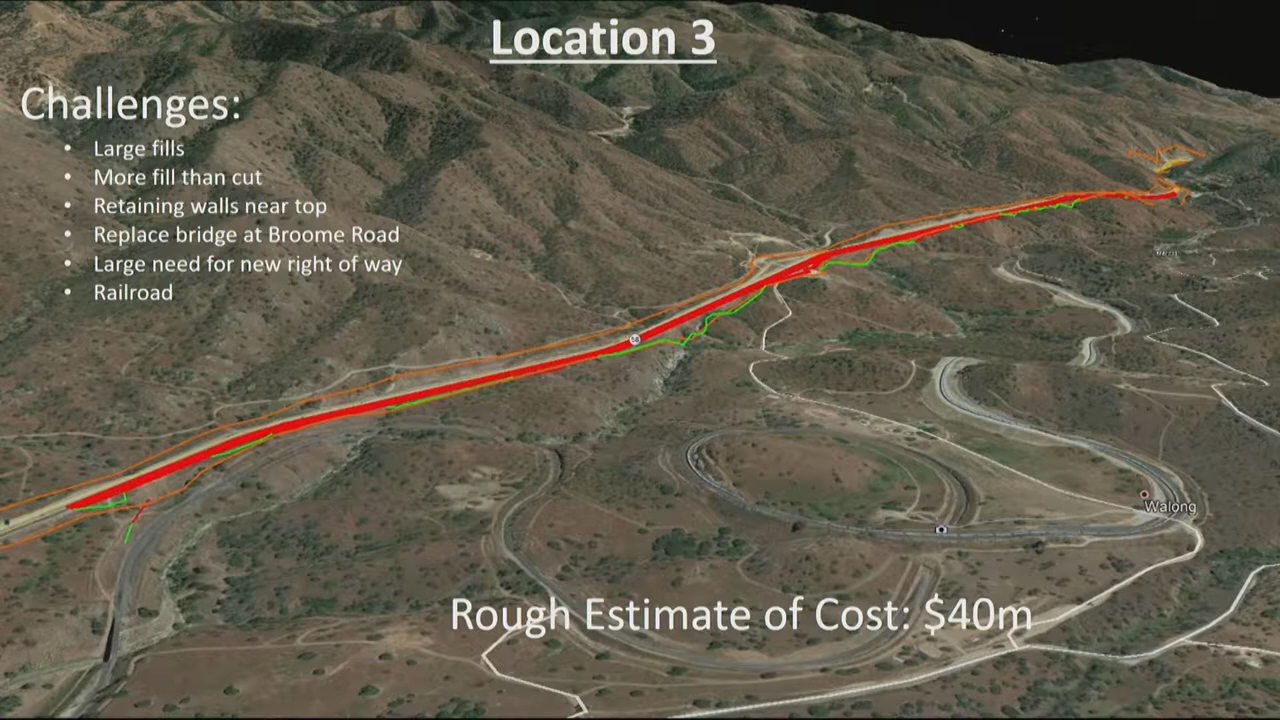 Location 3
Challenges:
• Large fills
• More fill than cut
• Retaining walls near top
• Replace bridge at Broome Road
• Large need for new right of way
• Railroad
58
Walong
Rough Estimate of Cost: $40m